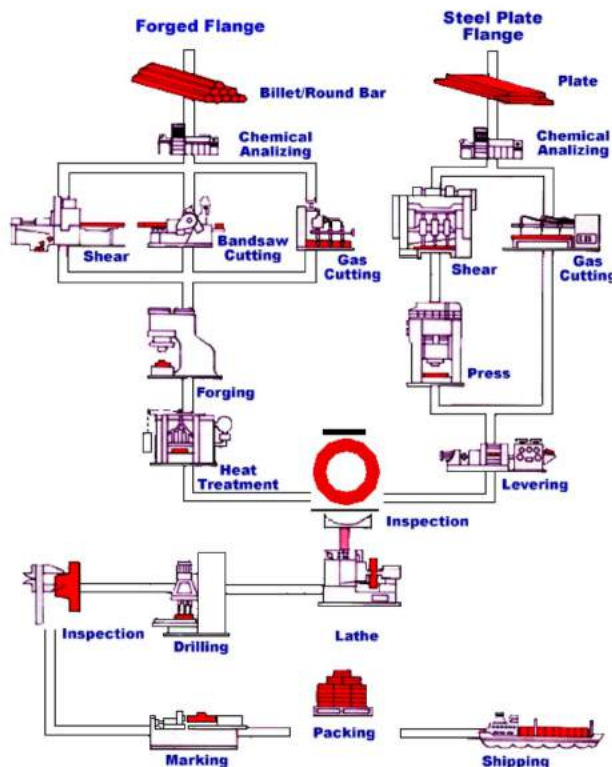 Forged Flange
Steel Plate
Flange
Billet/Round Bar
Plate
Chemical
Analizing
Chemical
Analizing
Shear
Bandsaw
Cutting
Gas
Cutting
Shear
Gas
Cutting
Forging
Press
Heat
Treatment
Levering
Inspection
Inspection
Drilling
Lathe
Marking
Packing
Shipping